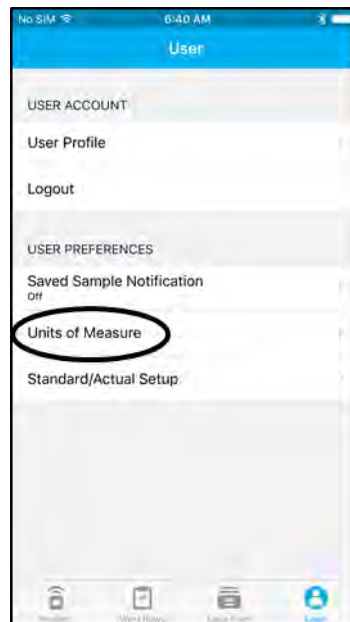 No SIM 6:40 AM
User
USER ACCOUNT
User Profile
Logout
USER PREFERENCES
Saved Sample Notification
Off
Units of Measure
Standard/Actual Setup